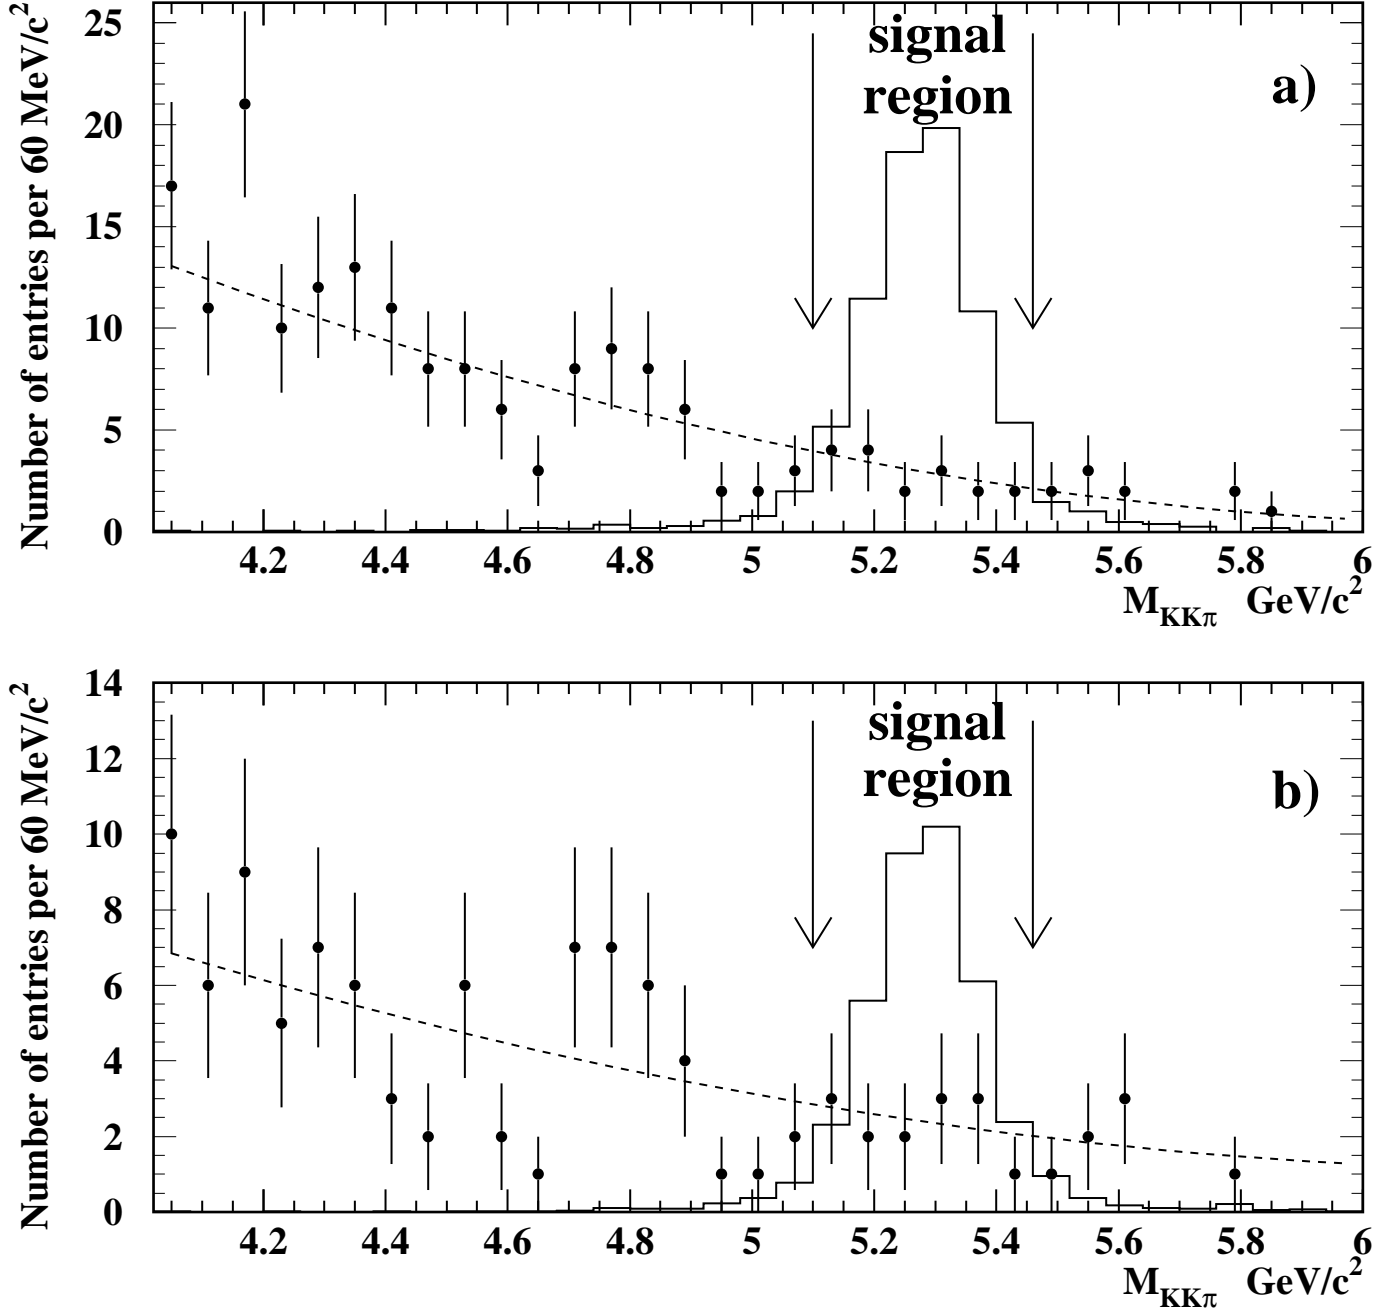 Number of entries per 60 MeV/c²
25
20
15
10
5
0
signal
region
a)
4.2 4.4 4.6 4.8 5 5.2 5.4 5.6 5.8 6
M_KKπ GeV/c²
Number of entries per 60 MeV/c²
14
12
10
8
6
4
2
0
signal
region
b)
4.2 4.4 4.6 4.8 5 5.2 5.4 5.6 5.8 6
M_KKπ GeV/c²